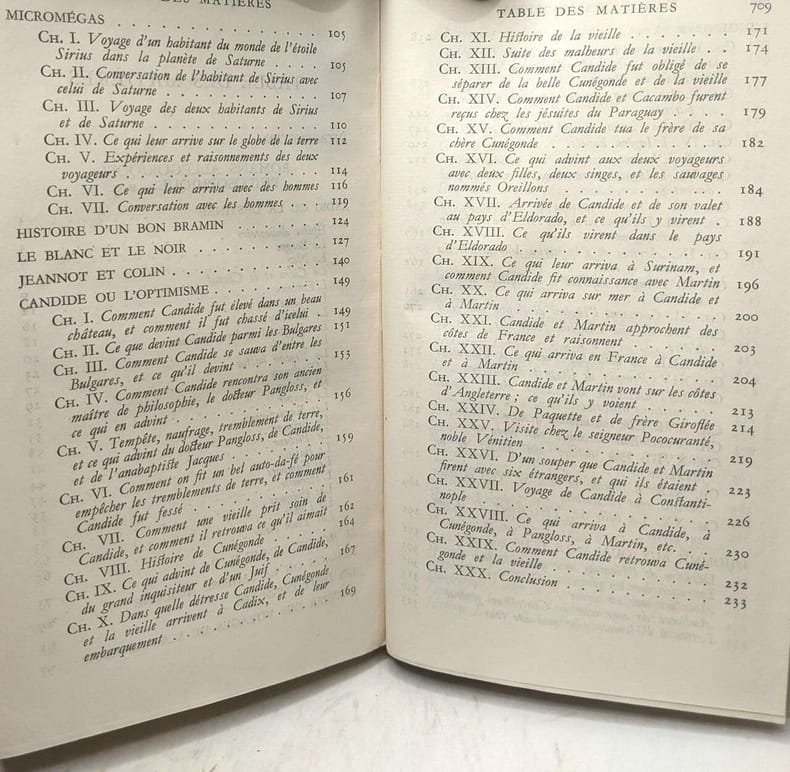 DES MATIÈRES
MICROMÉGAS . . . . . . . . . . . . . . . 105
CH. I. Voyage d'un habitant du monde de l'étoile
Sirius dans la planète de Saturne . . . . . . . 105
CH. II. Conversation de l'habitant de Sirius avec
celui de Saturne . . . . . . . . . . . . . . 107
CH. III. Voyage des deux habitants de Sirius
et de Saturne . . . . . . . . . . . . . . . 110
CH. IV. Ce qui leur arrive sur le globe de la terre 112
CH. V. Expériences et raisonnements des deux
voyageurs . . . . . . . . . . . . . . . . 114
CH. VI. Ce qui leur arriva avec des hommes 116
CH. VII. Conversation avec les hommes . . . 119
HISTOIRE D'UN BON BRAMIN . . . . . . . . 124
LE BLANC ET LE NOIR . . . . . . . . . . . 127
JEANNOT ET COLIN . . . . . . . . . . . . . 140
CANDIDE OU L'OPTIMISME . . . . . . . . . 149
CH. I. Comment Candide fut élevé dans un beau
château, et comment il fut chassé d'icelui . 149
CH. II. Ce que devint Candide parmi les Bulgares 151
CH. III. Comment Candide se sauva d'entre les
Bulgares, et ce qu'il devint . . . . . . . . 153
CH. IV. Comment Candide rencontra son ancien
maître de philosophie, le docteur Pangloss, et
ce qui en advint . . . . . . . . . . . . . 156
CH. V. Tempête, naufrage, tremblement de terre,
et ce qui advint du docteur Pangloss, de Candide,
et de l'anabaptiste Jacques . . . . . . . . . 159
CH. VI. Comment on fit un bel auto-da-fé pour
empêcher les tremblements de terre, et comment
Candide fut fessé . . . . . . . . . . . . . 161
CH. VII. Comment une vieille prit soin de
Candide, et comment il retrouva ce qu'il aimait 162
CH. VIII. Histoire de Cunégonde . . . . . . 164
CH. IX. Ce qui advint de Cunégonde, de Candide,
du grand inquisiteur et d'un Juif . . . . . . 167
CH. X. Dans quelle détresse Candide, Cunégonde
et la vieille arrivent à Cadix, et de leur
embarquement . . . . . . . . . . . . . . . 169
TABLE DES MATIÈRES 709
CH. XI. Histoire de la vieille . . . . . . . 171
CH. XII. Suite des malheurs de la vieille . . 174
CH. XIII. Comment Candide fut obligé de se
séparer de la belle Cunégonde et de la vieille 177
CH. XIV. Comment Candide et Cacambo furent
reçus chez les jésuites du Paraguay . . . . 179
CH. XV. Comment Candide tua le frère de sa
chère Cunégonde . . . . . . . . . . . . . 182
CH. XVI. Ce qui advint aux deux voyageurs
avec deux filles, deux singes, et les sauvages
nommés Oreillons . . . . . . . . . . . . . 184
CH. XVII. Arrivée de Candide et de son valet
au pays d'Eldorado, et ce qu'ils y virent . 188
CH. XVIII. Ce qu'ils virent dans le pays
d'Eldorado . . . . . . . . . . . . . . . . 191
CH. XIX. Ce qui leur arriva à Surinam, et
comment Candide fit connaissance avec Martin 196
CH. XX. Ce qui arriva sur mer à Candide et
à Martin . . . . . . . . . . . . . . . . . 200
CH. XXI. Candide et Martin approchent des
côtes de France et raisonnent . . . . . . . 203
CH. XXII. Ce qui arriva en France à Candide
et à Martin . . . . . . . . . . . . . . . . 204
CH. XXIII. Candide et Martin vont sur les côtes
d'Angleterre ; ce qu'ils y voient . . . . . . 213
CH. XXIV. De Paquette et de frère Giroflée 214
CH. XXV. Visite chez le seigneur Pococuranté,
noble Vénitien . . . . . . . . . . . . . . 219
CH. XXVI. D'un souper que Candide et Martin
firent avec six étrangers, et qui ils étaient . 223
CH. XXVII. Voyage de Candide à Constanti-
nople . . . . . . . . . . . . . . . . . . 226
CH. XXVIII. Ce qui arriva à Candide, à
Cunégonde, à Pangloss, à Martin, etc. . . . 230
CH. XXIX. Comment Candide retrouva Cuné-
gonde et la vieille . . . . . . . . . . . . 232
CH. XXX. Conclusion . . . . . . . . . . . 233